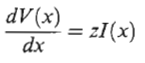 dV(x)/dx = zI(x)